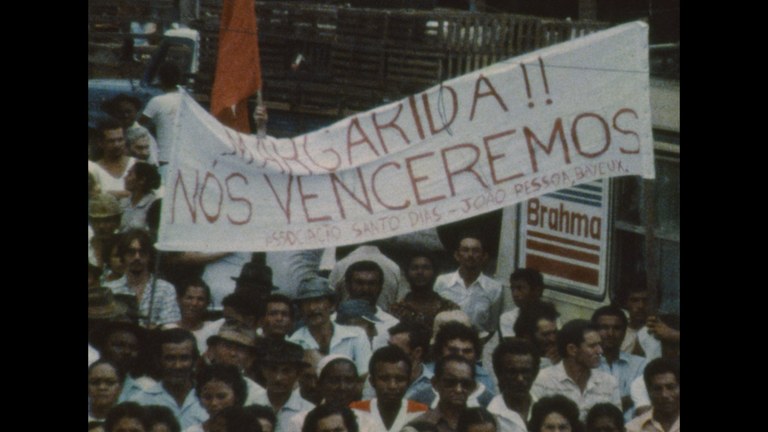 MARGARIDA!!
NÓS VENCEREMOS
ASSOCIAÇÃO SANTO DIAS - JOÃO PESSOA, BAYEUX.
Brahma